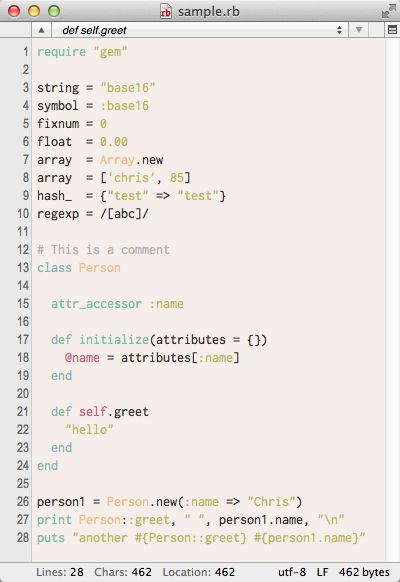 sample.rb
def self.greet
1 require "gem"
2
3 string = "base16"
4 symbol = :base16
5 fixnum = 0
6 float  = 0.00
7 array  = Array.new
8 array  = ['chris', 85]
9 hash_  = {"test" => "test"}
10 regexp = /[abc]/
11
12 # This is a comment
13 class Person
14
15   attr_accessor :name
16
17   def initialize(attributes = {})
18     @name = attributes[:name]
19   end
20
21   def self.greet
22     "hello"
23   end
24 end
25
26 person1 = Person.new(:name => "Chris")
27 print Person::greet, " ", person1.name, "\n"
28 puts "another #{Person::greet} #{person1.name}"
Lines: 28 Chars: 462 Location: 462 utf-8 LF 462 bytes